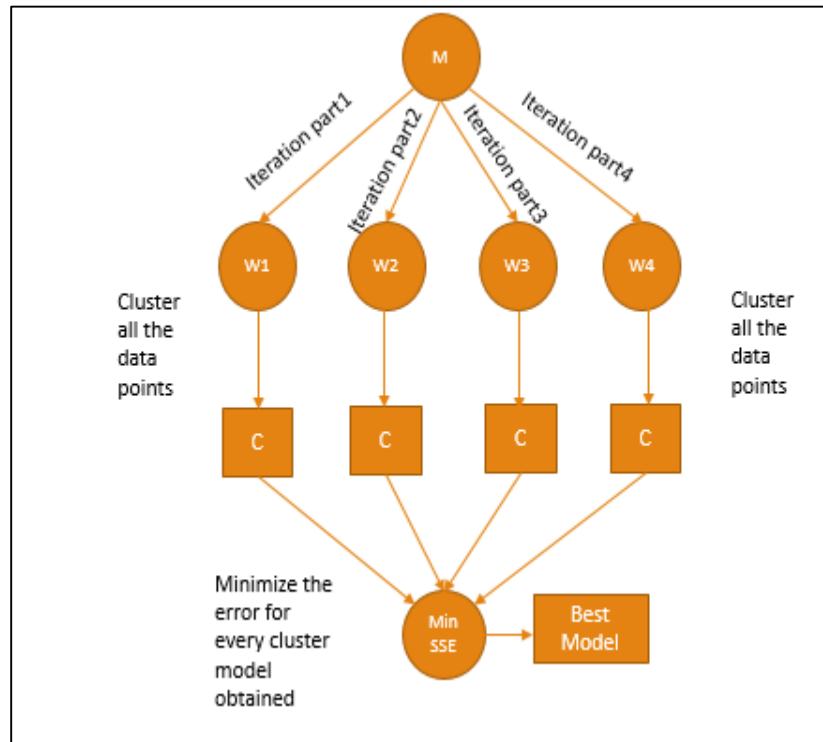 M
Iteration part1
Iteration part2
Iteration part3
Iteration part4
W1
W2
W3
W4
Cluster
all the
data
points
Cluster
all the
data
points
C
C
C
C
Minimize the
error for
every cluster
model
obtained
Min
SSE
Best
Model